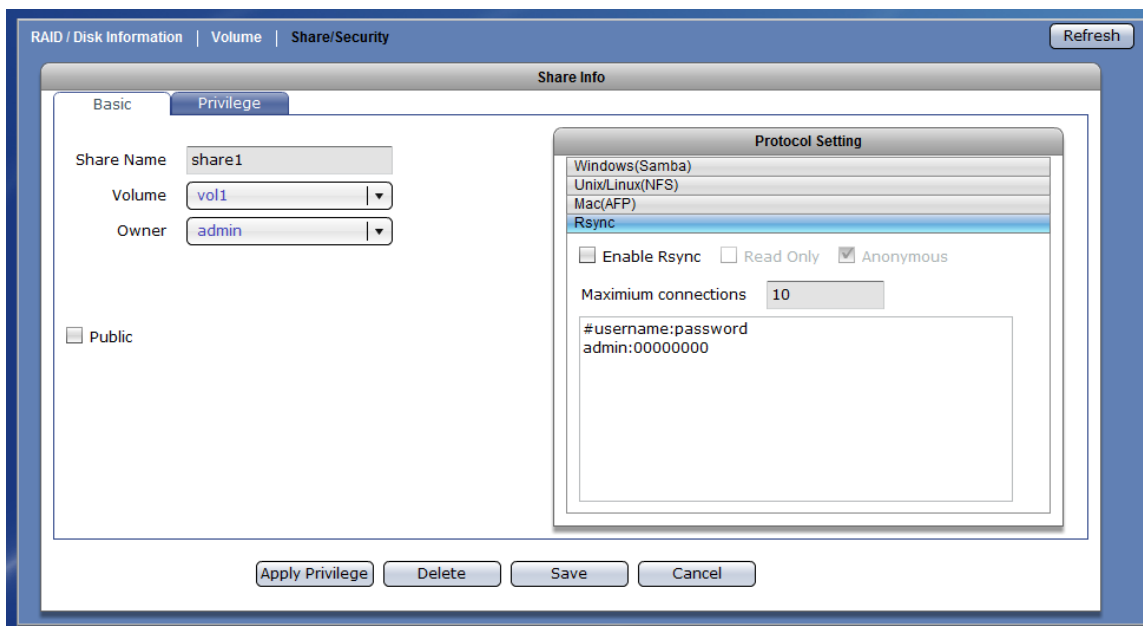 RAID / Disk Information | Volume | Share/Security
Refresh
Share Info
Basic
Privilege
Share Name share1
Volume vol1
Owner admin
Public
Protocol Setting
Windows(Samba)
Unix/Linux(NFS)
Mac(AFP)
Rsync
Enable Rsync Read Only Anonymous
Maximium connections 10
#username:password
admin:00000000
Apply Privilege Delete Save Cancel